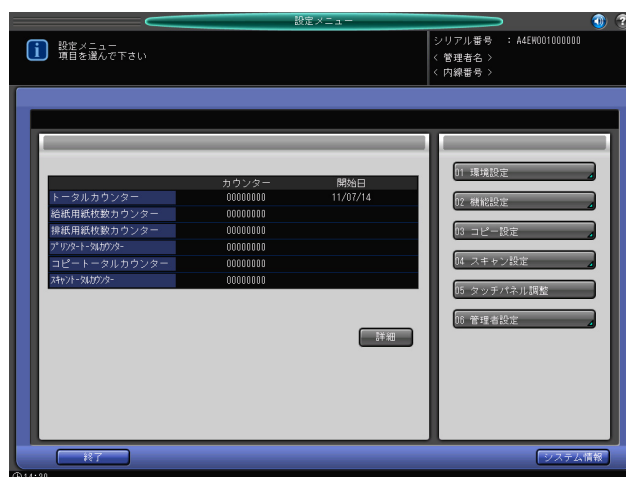 設定メニュー
設定メニュー
項目を選んで下さい
シリアル番号 : A4EW001000000
< 管理者名 >
< 内線番号 >
カウンター 開始日
トータルカウンター 00000000 11/07/14
給紙用紙枚数カウンター 00000000
排紙用紙枚数カウンター 00000000
プリンタートータルカウンター 00000000
コピートータルカウンター 00000000
スキャントータルカウンター 00000000
詳細
01 環境設定
02 機能設定
03 コピー設定
04 スキャン設定
05 タッチパネル調整
06 管理者設定
終了
システム情報